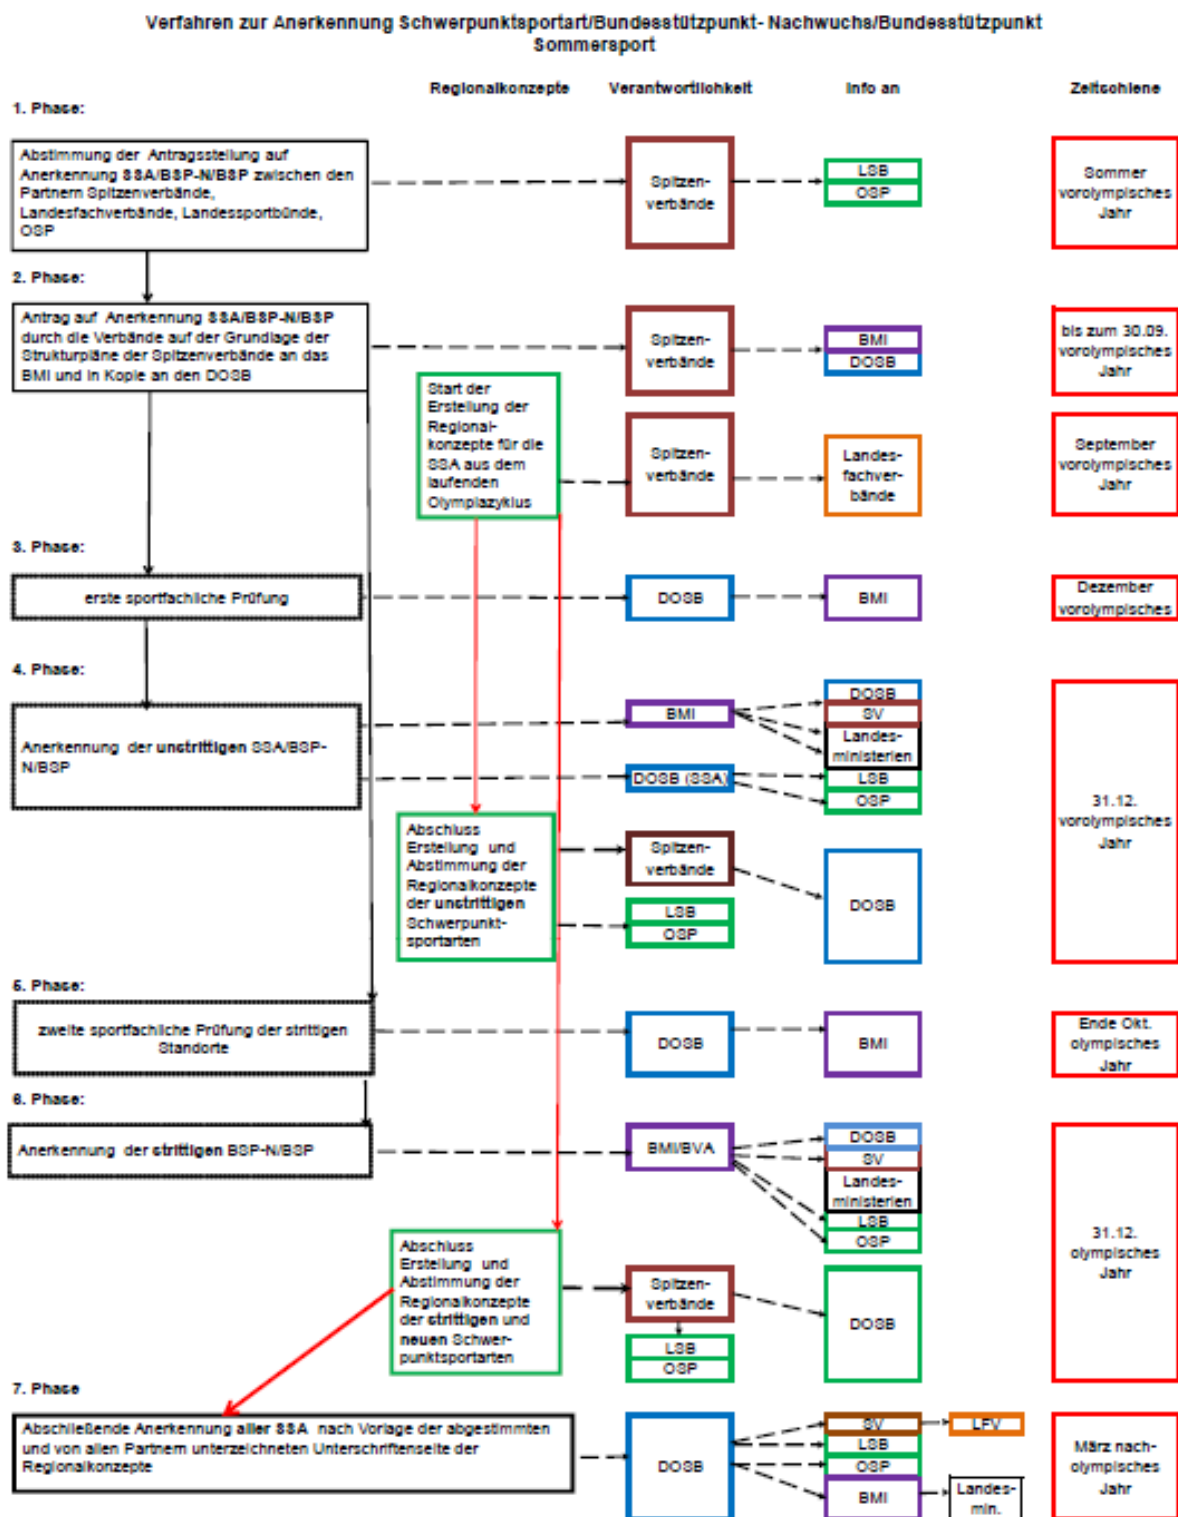 Verfahren zur Anerkennung Schwerpunktsportart/Bundesstützpunkt- Nachwuchs/Bundesstützpunkt
Sommersport
Regionalkonzepte
Verantwortlichkeit
Info an
Zeitschiene
1. Phase:
Abstimmung der Antragsstellung auf
Anerkennung SSA/BSP-N/BSP zwischen den
Partnern Spitzenverbände,
Landesfachverbände, Landessportbünde,
OSP
Spitzen-
verbände
LSB
OSP
Sommer
vorolympisches
Jahr
2. Phase:
Antrag auf Anerkennung SSA/BSP-N/BSP
durch die Verbände auf der Grundlage der
Strukturpläne der Spitzenverbände an das
BMI und in Kopie an den DOSB
Spitzen-
verbände
BMI
DOSB
bis zum 30.09.
vorolympisches
Jahr
Start der
Erstellung der
Regional-
konzepte für die
SSA aus dem
laufenden
Olympiazyklus
Spitzen-
verbände
Landes-
fachver-
bände
September
vorolympisches
Jahr
3. Phase:
erste sportfachliche Prüfung
DOSB
BMI
Dezember
vorolympisches
4. Phase:
Anerkennung der unstrittigen SSA/BSP-
N/BSP
BMI
DOSB
SV
Landes-
ministerien
DOSB (SSA)
LSB
OSP
31.12.
vorolympisches
Jahr
Abschluss
Erstellung und
Abstimmung der
Regionalkonzepte
der unstrittigen
Schwerpunkt-
sportarten
Spitzen-
verbände
LSB
OSP
DOSB
5. Phase:
zweite sportfachliche Prüfung der strittigen
Standorte
DOSB
BMI
Ende Okt.
olympisches
Jahr
6. Phase:
Anerkennung der strittigen BSP-N/BSP
BMI/BVA
DOSB
SV
Landes-
ministerien
LSB
OSP
31.12.
olympisches
Jahr
Abschluss
Erstellung und
Abstimmung der
Regionalkonzepte
der strittigen und
neuen Schwer-
punktsportarten
Spitzen-
verbände
LSB
OSP
DOSB
7. Phase
Abschließende Anerkennung aller SSA nach Vorlage der abgestimmten
und von allen Partnern unterzeichneten Unterschriftenseite der
Regionalkonzepte
DOSB
SV
LFV
LSB
OSP
BMI
Landes-
min.
März nach-
olympisches
Jahr